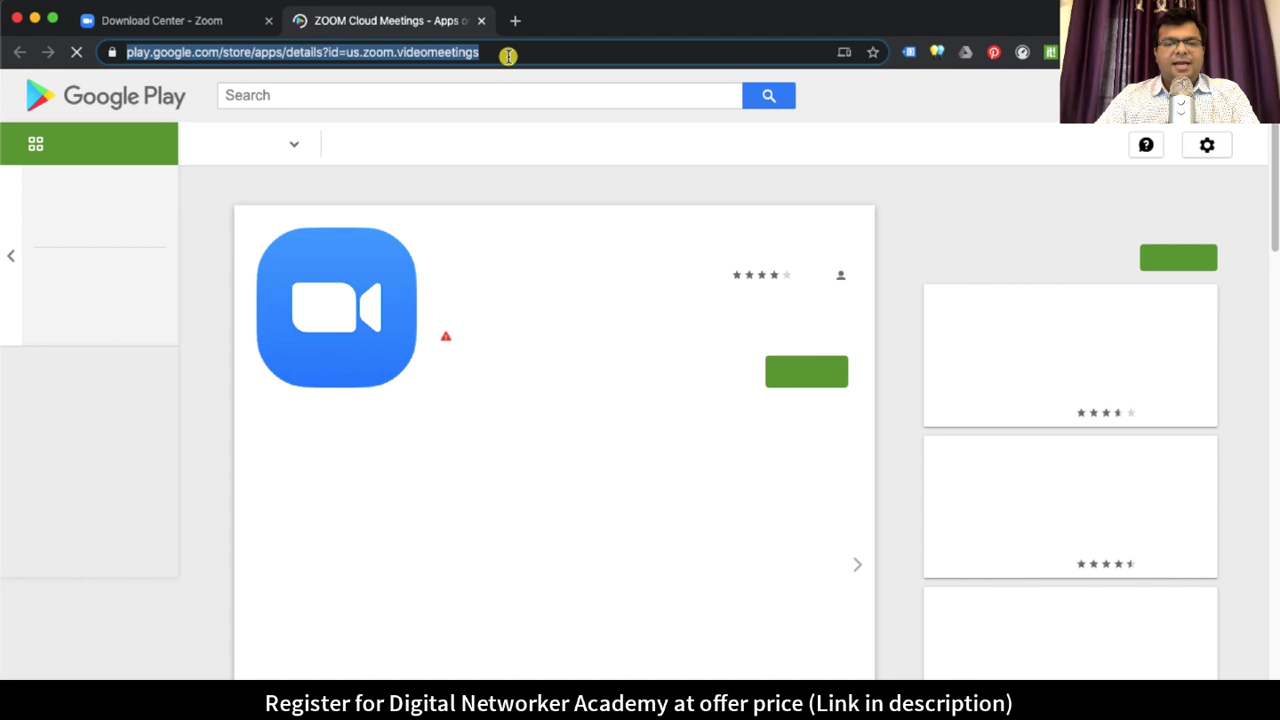 Download Center - Zoom
ZOOM Cloud Meetings - Apps o
play.google.com/store/apps/details?id=us.zoom.videomeetings
it!
Google Play
Search
Register for Digital Networker Academy at offer price (Link in description)